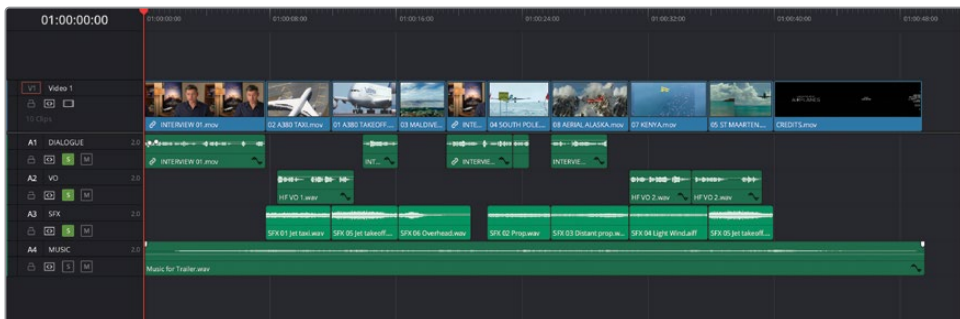 01:00:00:00
01:00:00:00 01:00:08:00 01:00:16:00 01:00:24:00 01:00:32:00 01:00:40:00 01:00:48:00
V1 Video 1
10 Clips
INTERVIEW 01.mov 02 A380 TAXI.mov 01 A380 TAKEOFF.... 03 MALDIVE... INTE... 04 SOUTH POLE.... 08 AERIAL ALASKA.mov 07 KENYA.mov 05 ST MAARTEN.... CREDITS.mov
A1 DIALOGUE 2.0
S M
INTERVIEW 01.mov INT... INTERVIE... INTERVIE...
A2 VO 2.0
S M
HF VO 1.wav HF VO 2.wav HF VO 2.wav
A3 SFX 2.0
S M
SFX 01 Jet taxi.wav SFX 05 Jet takeoff.... SFX 06 Overhead.wav SFX 02 Prop.wav SFX 03 Distant prop.w... SFX 04 Light Wind.aiff SFX 05 Jet takeoff....
A4 MUSIC 2.0
S M
Music for Trailer.wav